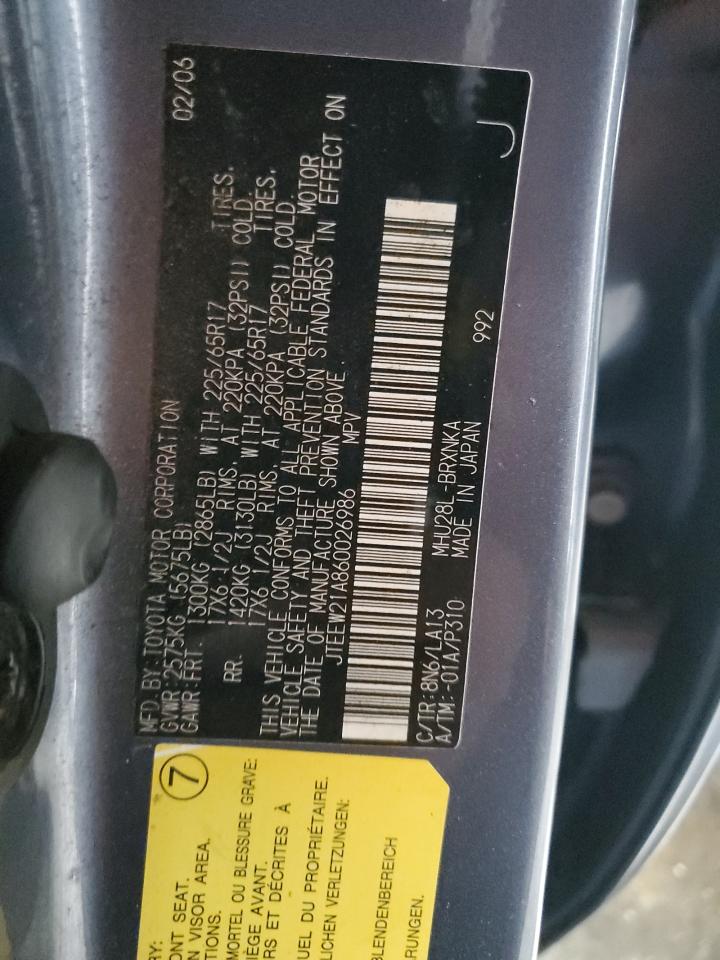 MFD.BY:TOYOTA MOTOR CORPORATION 02/06
GVWR:2575KG (5675LB)
GAWR:FRT. 1300KG (2865LB) WITH 225/65R17 TIRES.
17X6 1/2J RIMS, AT 220KPA (32PSI) COLD.
RR. 1420KG (3130LB) WITH 225/65R17 TIRES.
17X6 1/2J RIMS, AT 220KPA (32PSI) COLD.
THIS VEHICLE CONFORMS TO ALL APPLICABLE FEDERAL MOTOR
VEHICLE SAFETY AND THEFT PREVENTION STANDARDS IN EFFECT ON
THE DATE OF MANUFACTURE SHOWN ABOVE.
JTEEW21A860026986 MPV
C/TR:8N6/LA13 MHU28L-BRXNKA
A/TM:-01A/P310 MADE IN JAPAN 992
J
7
RY:
ONT SEAT.
N VISOR AREA.
TIONS.
MORTEL OU BLESSURE GRAVE:
IÈGE AVANT.
RS ET DÉCRITES À
UEL DU PROPRIÉTAIRE.
LICHEN VERLETZUNGEN:
BLENDENBEREICH
RUNGEN.